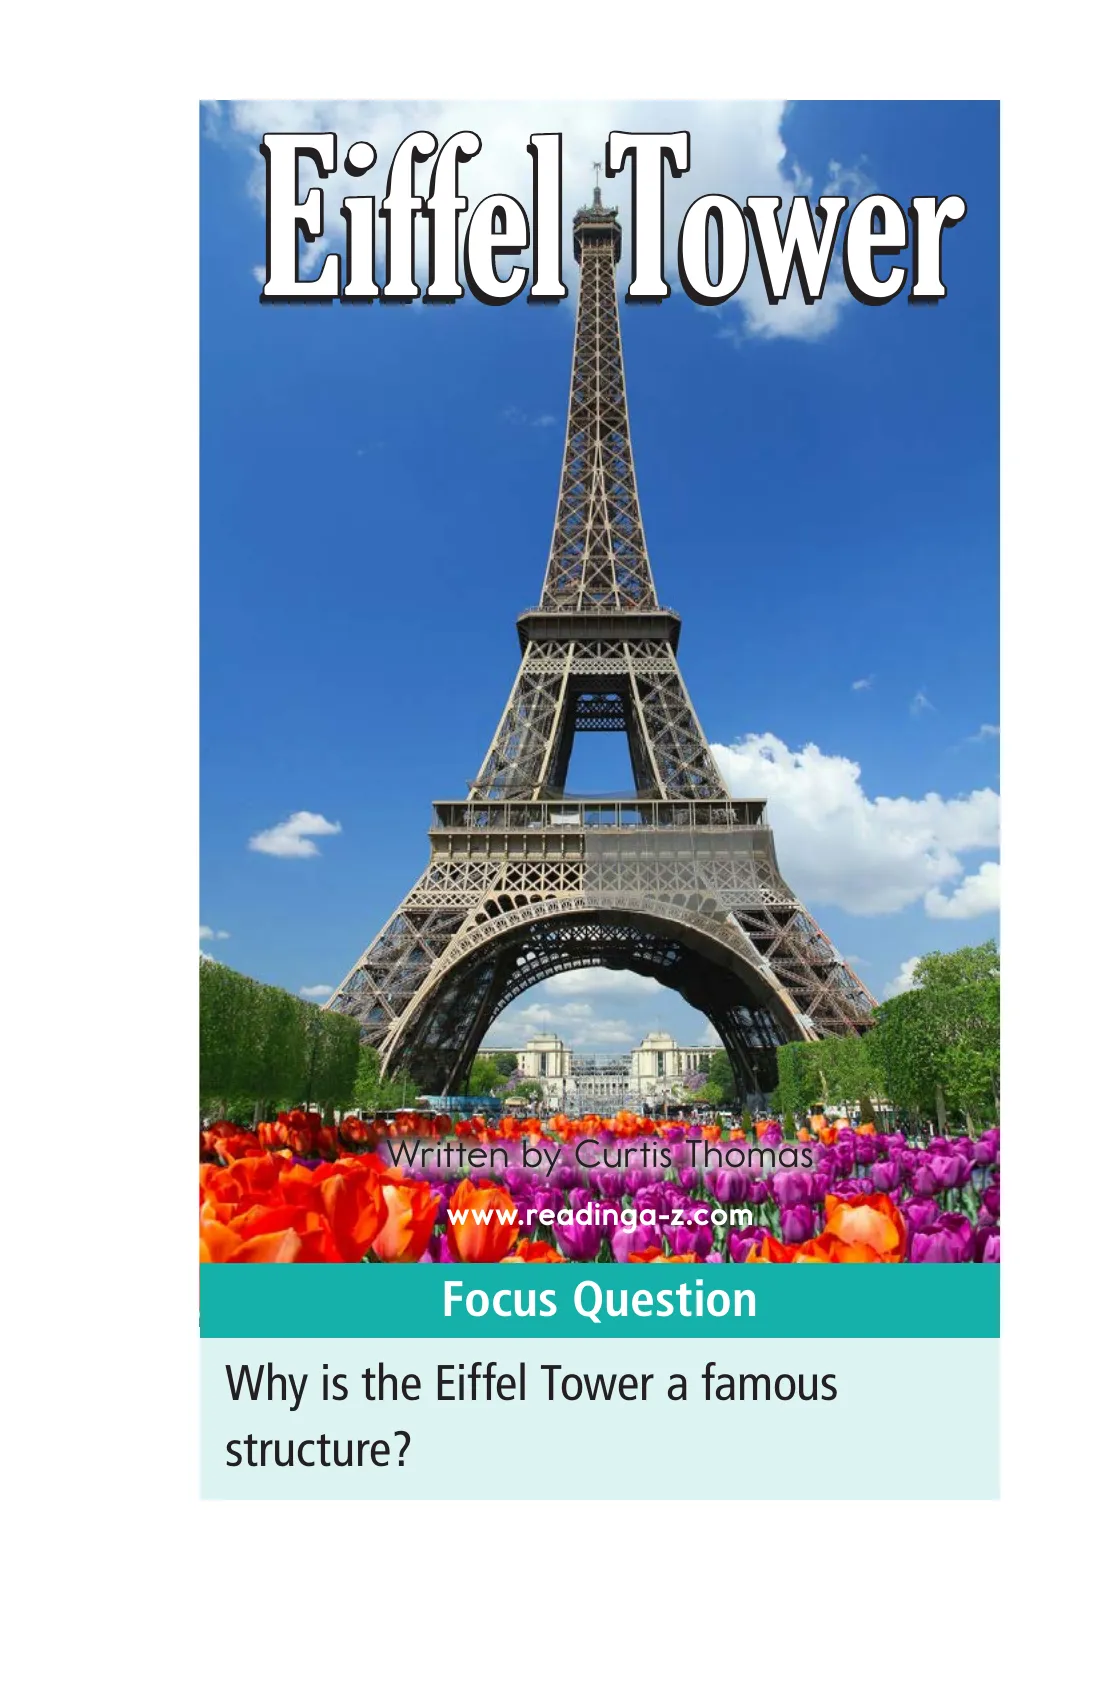 Eiffel Tower
Written by Curtis Thomas
www.readinga-z.com
Focus Question
Why is the Eiffel Tower a famous
structure?